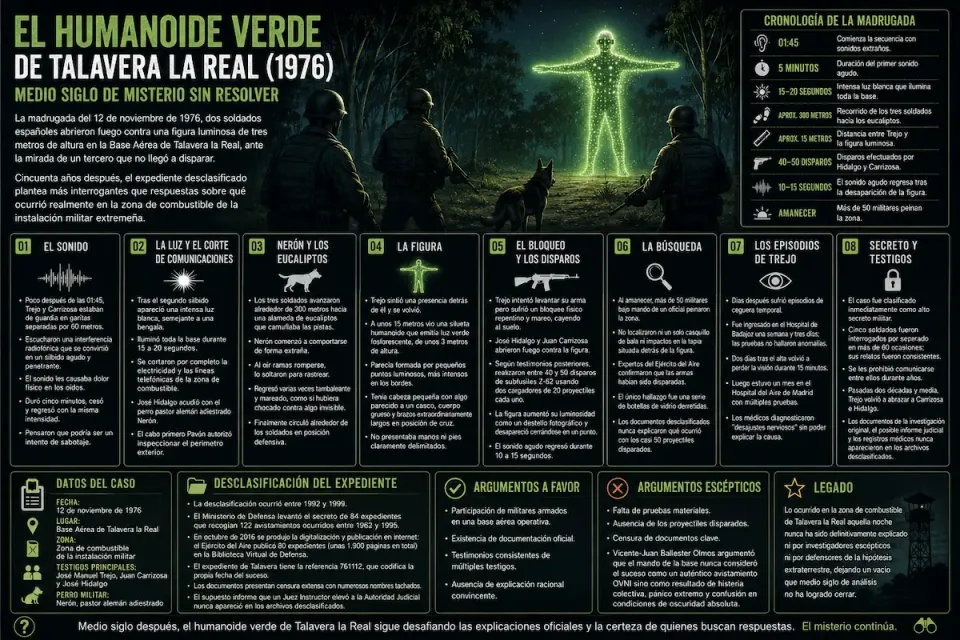 EL HUMANOIDE VERDE
DE TALAVERA LA REAL (1976)
MEDIO SIGLO DE MISTERIO SIN RESOLVER
La madrugada del 12 de noviembre de 1976, dos soldados
españoles abrieron fuego contra una figura luminosa de tres
metros de altura en la Base Aérea de Talavera la Real, ante
la mirada de un tercero que no llegó a disparar.
Cincuenta años después, el expediente desclasificado
plantea más interrogantes que respuestas sobre qué
ocurrió realmente en la zona de combustible de la
instalación militar extremeña.
CRONOLOGÍA DE LA MADRUGADA
01:45
Comienza la secuencia con
sonidos extraños.
5 MINUTOS
Duración del primer sonido
agudo.
15–20 SEGUNDOS
Intensa luz blanca que ilumina
toda la base.
APROX. 300 METROS
Recorrido de los tres soldados
hacia los eucaliptos.
APROX. 15 METROS
Distancia entre Trejo y
la figura luminosa.
40–50 DISPAROS
Disparos efectuados por
Hidalgo y Carrizosa.
10–15 SEGUNDOS
El sonido agudo regresa tras
la desaparición de la figura.
AMANECER
Más de 50 militares peinan
la zona.
01 EL SONIDO
• Poco después de las 01:45,
Trejo y Carrizosa estaban
de guardia en garitas
separadas por 60 metros.
• Escucharon una interferencia
radiofónica que se convirtió
en un silbido agudo y
penetrante.
• El sonido les causaba dolor
físico en los oídos.
• Duró cinco minutos, cesó
y regresó con la misma
intensidad.
• Pensaron que podría ser un
intento de sabotaje.
02 LA LUZ Y EL CORTE
DE COMUNICACIONES
• Tras el segundo silbido
apareció una intensa luz
blanca, semejante a una
bengala.
• Iluminó toda la base durante
15 a 20 segundos.
• Se cortaron por completo la
electricidad y las líneas
telefónicas de la zona de
combustible.
• José Hidalgo acudió con el
perro pastor alemán adiestrado
Nerón.
• El cabo primero Pavón autorizó
inspeccionar el perímetro
exterior.
03 NERÓN Y LOS
EUCALIPTOS
• Los tres soldados avanzaron
alrededor de 300 metros hacia
una alameda de eucaliptos
que camuflaba las pistas.
• Nerón comenzó a comportarse
de forma extraña.
• Al oír ramas romperse,
lo soltaron para rastrear.
• Regresó varias veces tambaleante
y mareado, como si hubiera
chocado contra algo invisible.
• Finalmente circuló alrededor
de los soldados en posición
defensiva.
04 LA FIGURA
• Trejo sintió una presencia detrás
de él y se volvió.
• A unos 15 metros vio una silueta
humanoide que emitía luz verde
fosforescente, de unos 3 metros
de altura.
• Parecía formada por pequeños
puntos luminosos, más intensos
en los bordes.
• Tenía cabeza pequeña con
algo parecido a un casco, cuerpo
grueso y brazos extraordinariamente
largos en posición de cruz.
• No presentaba manos ni pies
claramente delimitados.
05 EL BLOQUEO
Y LOS DISPAROS
• Trejo intentó levantar su arma
pero sufrió un bloqueo físico
repentino y mareo, cayendo
al suelo.
• José Hidalgo y Juan Carrizosa
abrieron fuego contra la figura.
• Según testimonios posteriores,
realizaron entre 40 y 50 disparos
de subfusiles Z-62 usando
dos cargadores de 20 proyectiles
cada uno.
• La figura aumentó su luminosidad
como un destello fotográfico y
desapareció cerrándose en un punto.
• El sonido agudo regresó durante
10 a 15 segundos.
06 LA BÚSQUEDA
• Al amanecer, más de 50 militares
bajo mando de un oficial peinaron
la zona.
• No localizaron ni un solo casquillo
de bala ni impactos en la tapia
situada detrás de la figura.
• Expertos del Ejército del Aire
confirmaron que las armas
habían sido disparadas.
• El único hallazgo fue una serie
de botellas de vidrio derretidas.
• Los documentos desclasificados
nunca explicaron qué ocurrió
con los casi 50 proyectiles
disparados.
07 LOS EPISODIOS
DE TREJO
• Días después sufrió episodios de
ceguera temporal.
• Fue ingresado en el Hospital de
Badajoz una semana y tres días;
las pruebas no hallaron anomalías.
• Dos días tras el alta volvió a
perder la visión durante 15 minutos.
• Luego estuvo un mes en el
Hospital del Aire de Madrid
con múltiples pruebas.
• Los médicos diagnosticaron
"desajustes nerviosos" sin poder
explicar la causa.
08 SECRETO Y
TESTIGOS
• El caso fue clasificado
inmediatamente como alto
secreto militar.
• Cinco soldados fueron
interrogados por separado en
más de 60 ocasiones;
sus relatos fueron consistentes.
• Se les prohibió comunicarse
entre ellos durante años.
• Pasadas dos décadas y media,
Trejo volvió a abrazar a Carrizosa
e Hidalgo.
• Los documentos de la investigación
original, el posible informe judicial
y los registros médicos nunca
aparecieron en los archivos
desclasificados.
DATOS DEL CASO
FECHA:
12 de noviembre de 1976
LUGAR:
Base Aérea de Talavera la Real
ZONA:
Zona de combustible
de la instalación militar
TESTIGOS PRINCIPALES:
José Manuel Trejo, Juan Carrizosa
y José Hidalgo
PERRO MILITAR:
Nerón, pastor alemán adiestrado
DESCLASIFICACIÓN DEL EXPEDIENTE
• La desclasificación ocurrió entre 1992 y 1999.
• El Ministerio de Defensa levantó el secreto de 84 expedientes
que recogían 122 avistamientos ocurridos entre 1962 y 1995.
• En octubre de 2016 se produjo la digitalización y publicación en internet:
el Ejército del Aire publicó 80 expedientes (unas 1.900 páginas en total)
en la Biblioteca Virtual de Defensa.
• El expediente de Talavera tiene la referencia 761112, que codifica la
propia fecha del suceso.
• Los documentos presentan censura extensa con numerosos nombres tachados.
• El supuesto informe que un Juez Instructor elevó a la Autoridad Judicial
nunca apareció en los archivos desclasificados.
ARGUMENTOS A FAVOR
• Participación de militares armados
en una base aérea operativa.
• Existencia de documentación oficial.
• Testimonios consistentes de
múltiples testigos.
• Ausencia de explicación racional
convincente.
ARGUMENTOS ESCÉPTICOS
• Falta de pruebas materiales.
• Ausencia de los proyectiles disparados.
• Censura de documentos clave.
• Vicente-Juan Ballester Olmos argumentó
que el mando de la base nunca consideró
el suceso como un auténtico avistamiento
OVNI sino como resultado de histeria
colectiva, pánico extremo y confusión en
condiciones de oscuridad absoluta.
LEGADO
Lo ocurrido en la zona de combustible
de Talavera la Real aquella noche
nunca ha sido definitivamente explicado
ni por investigadores escépticos
ni por defensores de la hipótesis
extraterrestre, dejando un vacío
que medio siglo de análisis
no ha logrado cerrar.
? Medio siglo después, el humanoide verde de Talavera la Real sigue desafiando las explicaciones oficiales y la certeza de quienes buscan respuestas. El misterio continúa.